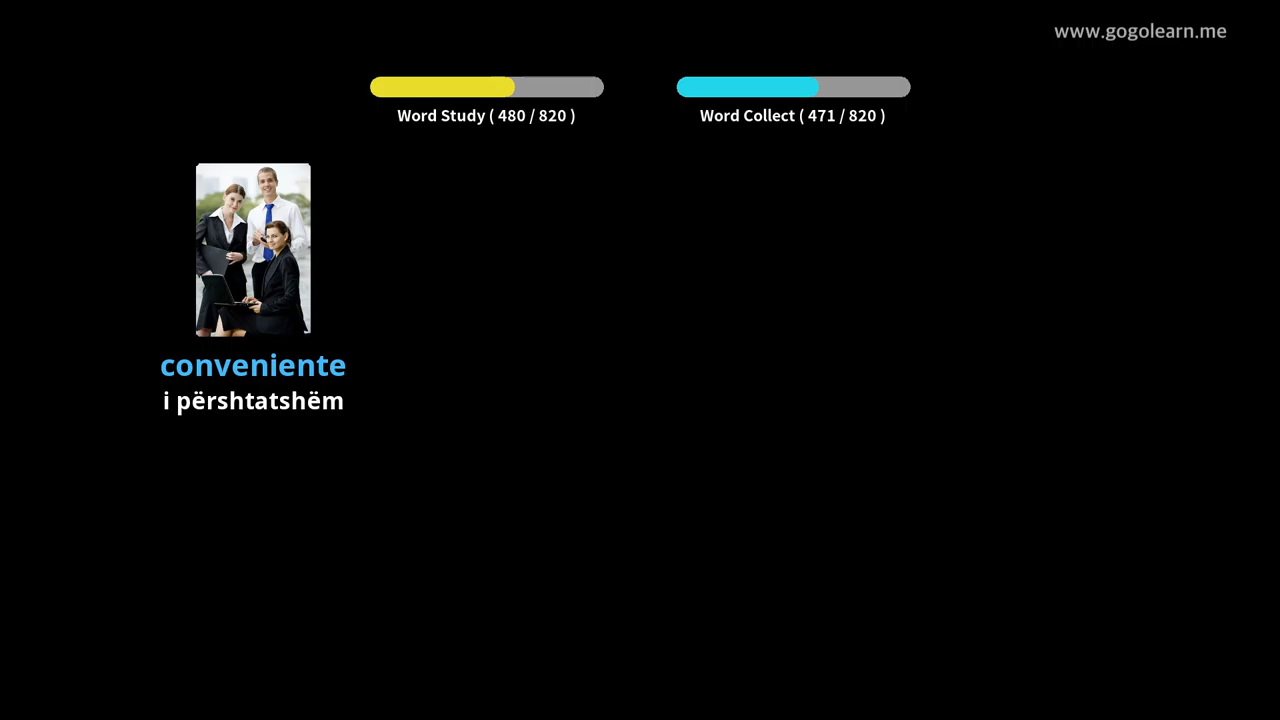 www.gogolearn.me
Word Study ( 480 / 820 )
Word Collect ( 471 / 820 )
conveniente
i përshtatshëm